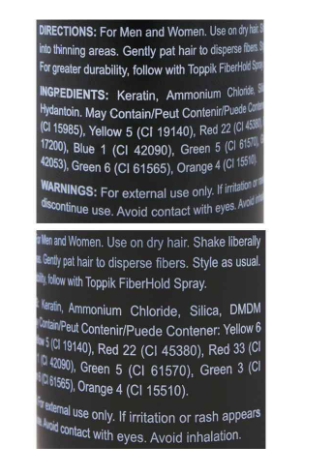 DIRECTIONS: For Men and Women. Use on dry hair.
into thinning areas. Gently pat hair to disperse fibers.
For greater durability, follow with Toppik FiberHold Spray
INGPEDIENTS: Keratin, Ammonium Chloride,
Hydantoin. May Contain/Peut Contenir/Puede
(CI 15985), Yellow 5 (CI 19140), Red 22 (CI 45380),
17200), Blue 1 (CI 42090), Green 5 (CI 61570),
42053), Green 6 (CI 61565), Orange 4 (CI 15510).
WARNINGS: For external use only. If irritation or
discontinue use. Avoid contact with eyes. Avoid
Men and Women. Use on dry hair. Shake liberally
Gently pat hair to disperse fibers. Style as usual.
follow with Toppik FiberHold Spray.
Keratin, Ammonium Chloride, Silica, DMDM
Contain/Peut Contenir/Puede Contener: Yellow 6
5 (CI 19140), Red 22 (CI 45380), Red 33 (CI
42090), Green 5 (CI 61570), Green 3 (CI
61565), Orange 4 (CI 15510).
For external use only. If irritation or rash appears
Avoid contact with eyes. Avoid inhalation.